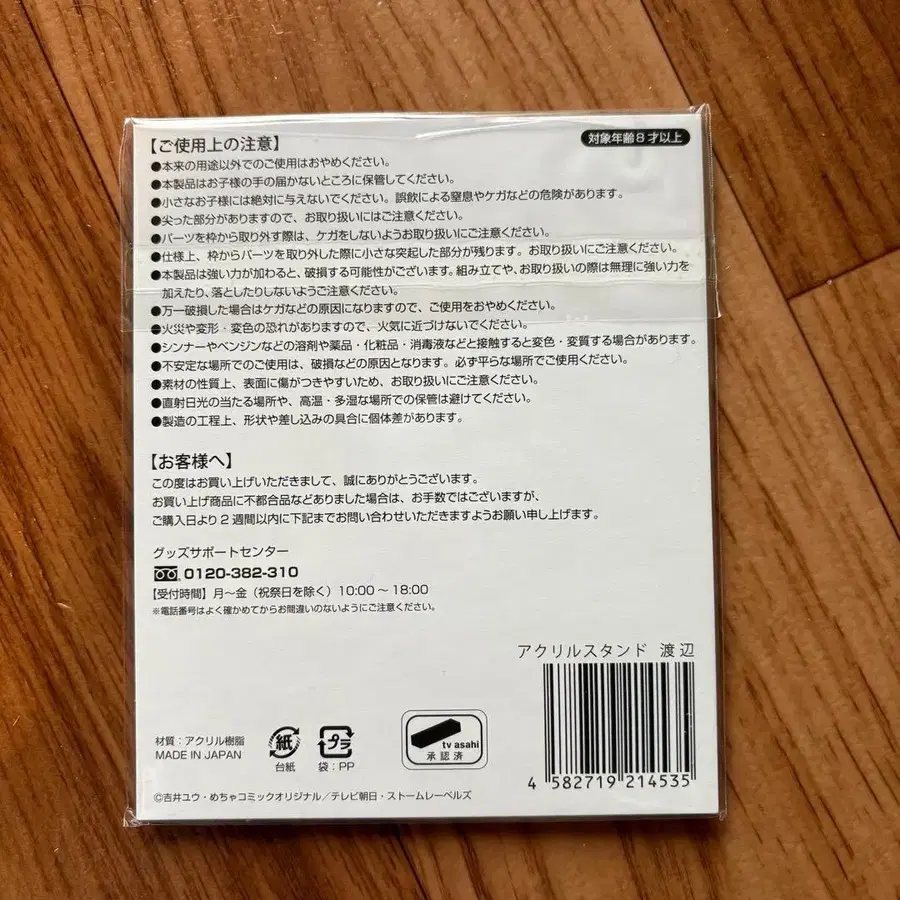 【ご使用上の注意】
対象年齢8才以上
●本来の用途以外でのご使用はおやめください。
●本製品はお子様の手の届かないところに保管してください。
●小さなお子様には絶対に与えないでください。誤飲による窒息やケガなどの危険があります。
●尖った部分がありますので、お取り扱いにはご注意ください。
●パーツを枠から取り外す際は、ケガをしないようお取り扱いにご注意ください。
●仕様上、枠からパーツを取り外した際に小さな突起した部分が残ります。お取り扱いにご注意ください。
●本製品は強い力が加わると、破損する可能性がございます。組み立てや、お取り扱いの際は無理に強い力を
加えたり、落としたりしないようご注意ください。
●万一破損した場合はケガなどの原因になりますので、ご使用をおやめください。
●火災や変形・変色の恐れがありますので、火気に近づけないでください。
●シンナーやベンジンなどの溶剤や薬品・化粧品・消毒液などと接触すると変色・変質する場合があります。
●不安定な場所でのご使用は、破損などの原因となります。必ず平らな場所でご使用ください。
●素材の性質上、表面に傷がつきやすいため、お取り扱いにご注意ください。
●直射日光の当たる場所や、高温・多湿な場所での保管は避けてください。
●製造の工程上、形状や差し込みの具合に個体差があります。
【お客様へ】
この度はお買い上げいただきまして、誠にありがとうございます。
お買い上げ商品に不都合品などありました場合は、お手数ではございますが、
ご購入日より2週間以内に下記までお問い合わせいただきますようお願い申し上げます。
グッズサポートセンター
0120-382-310
【受付時間】月～金（祝祭日を除く）10:00～18:00
※電話番号はよく確かめてからお間違いのないようにご注意ください。
アクリルスタンド 渡辺
材質：アクリル樹脂
MADE IN JAPAN
紙
台紙
プラ
袋：PP
tv asahi
承認済
4 582719 214535
©吉井ユウ・めちゃコミックオリジナル／テレビ朝日・ストームレーベルズ